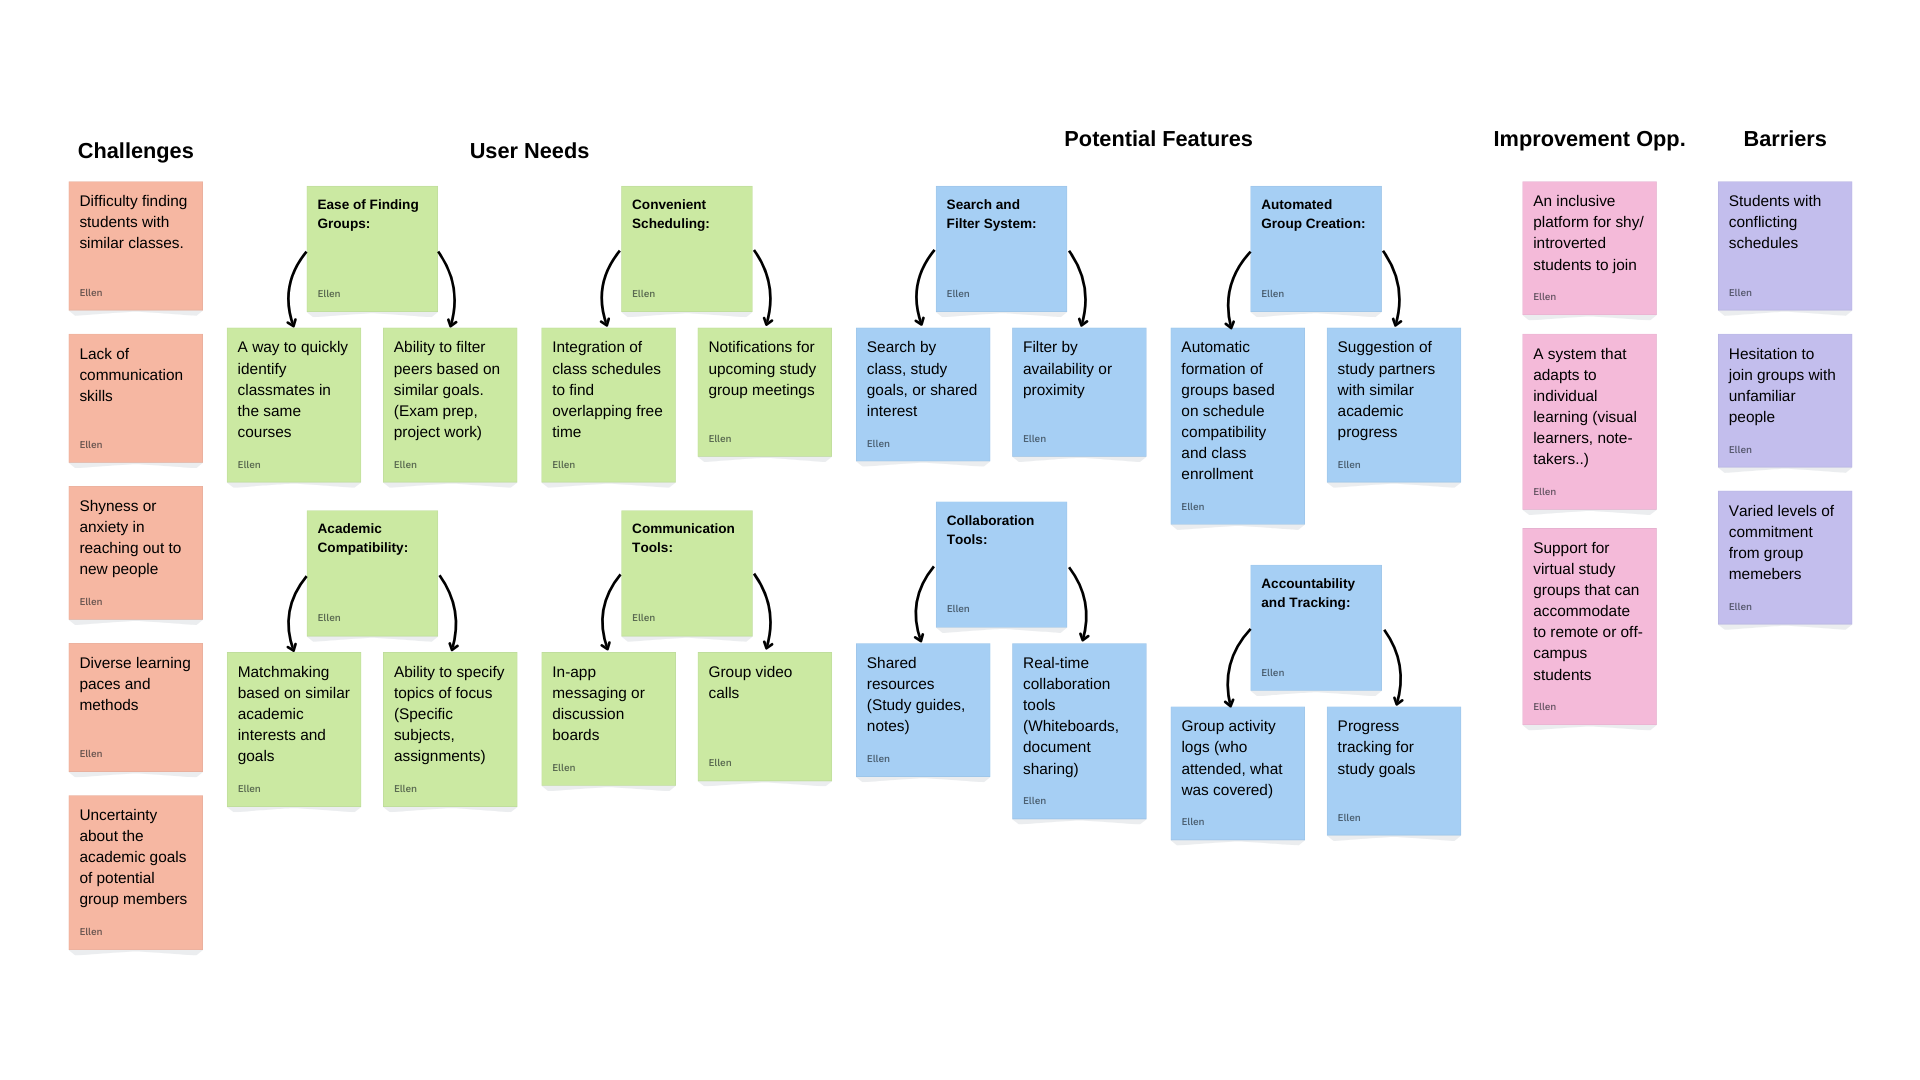 Challenges
Difficulty finding
students with
similar classes.
Ellen
Lack of
communication
skills
Ellen
Shyness or
anxiety in
reaching out to
new people
Ellen
Diverse learning
paces and
methods
Ellen
Uncertainty
about the
academic goals
of potential
group members
Ellen
User Needs
Ease of Finding
Groups:
Ellen
A way to quickly
identify
classmates in
the same
courses
Ellen
Ability to filter
peers based on
similar goals.
(Exam prep,
project work)
Ellen
Convenient
Scheduling:
Ellen
Integration of
class schedules
to find
overlapping free
time
Ellen
Notifications for
upcoming study
group meetings
Ellen
Academic
Compatibility:
Ellen
Matchmaking
based on similar
academic
interests and
goals
Ellen
Ability to specify
topics of focus
(Specific
subjects,
assignments)
Ellen
Communication
Tools:
Ellen
In-app
messaging or
discussion
boards
Ellen
Group video
calls
Ellen
Potential Features
Search and
Filter System:
Ellen
Search by
class, study
goals, or shared
interest
Ellen
Filter by
availability or
proximity
Ellen
Automated
Group Creation:
Ellen
Automatic
formation of
groups based
on schedule
compatibility
and class
enrollment
Ellen
Suggestion of
study partners
with similar
academic
progress
Ellen
Collaboration
Tools:
Ellen
Shared
resources
(Study guides,
notes)
Ellen
Real-time
collaboration
tools
(Whiteboards,
document
sharing)
Ellen
Accountability
and Tracking:
Ellen
Group activity
logs (who
attended, what
was covered)
Ellen
Progress
tracking for
study goals
Ellen
Improvement Opp.
An inclusive
platform for shy/
introverted
students to join
Ellen
A system that
adapts to
individual
learning (visual
learners, note-
takers..)
Ellen
Support for
virtual study
groups that can
accommodate
to remote or off-
campus
students
Ellen
Barriers
Students with
conflicting
schedules
Ellen
Hesitation to
join groups with
unfamiliar
people
Ellen
Varied levels of
commitment
from group
memebers
Ellen